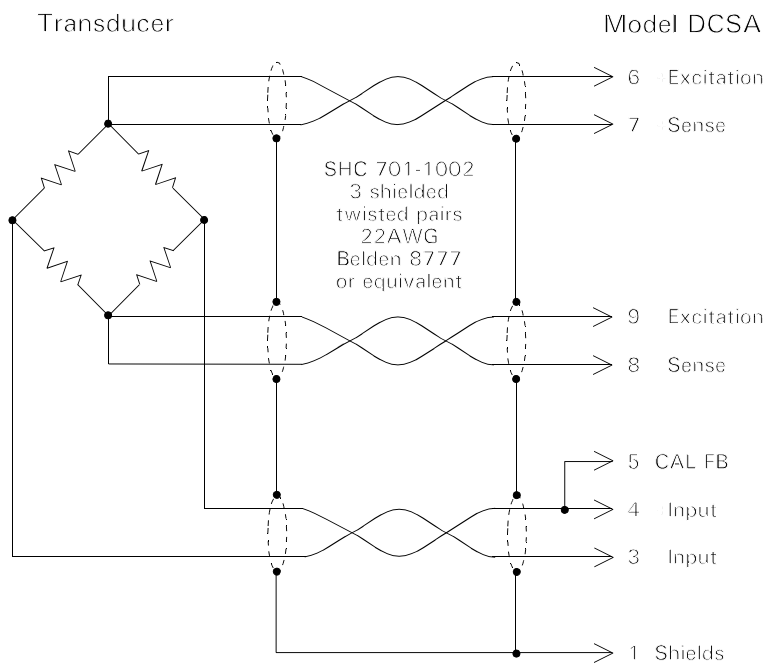 Transducer
Model DCSA
6 Excitation
7 Sense
SHC 701-1002
3 shielded
twisted pairs
22AWG
Belden 8777
or equivalent
9 Excitation
8 Sense
5 CAL FB
4 Input
3 Input
1 Shields